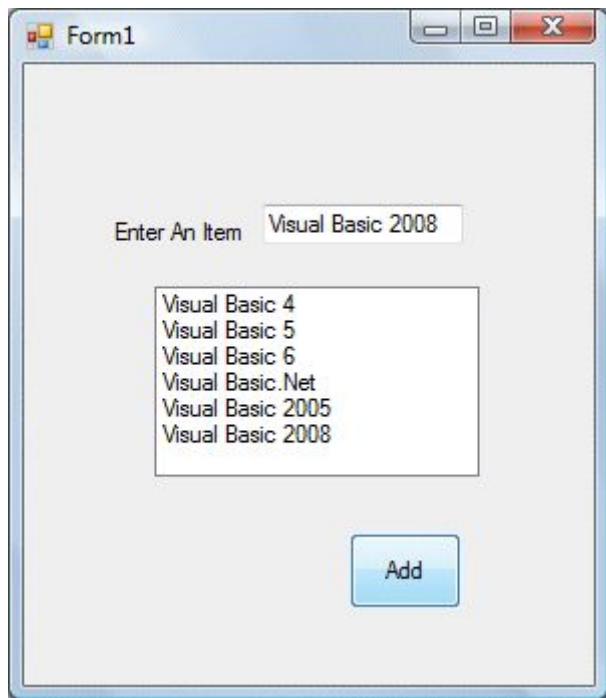 Form1
Enter An Item Visual Basic 2008
Visual Basic 4
Visual Basic 5
Visual Basic 6
Visual Basic.Net
Visual Basic 2005
Visual Basic 2008
Add